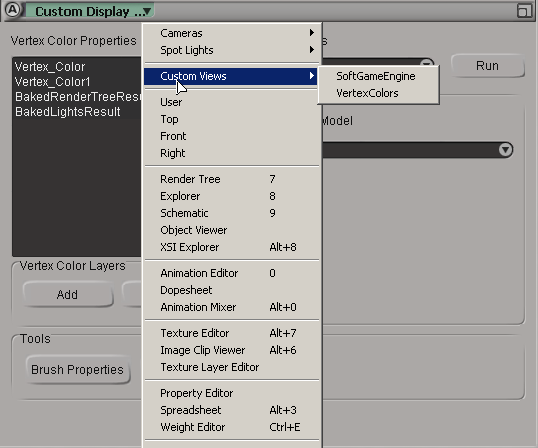 A Custom Display ...
Vertex Color Properties
Vertex_Color
Vertex_Color1
BakedRenderTreeResu
BakedLightsResult
Vertex Color Layers
Add
Tools
Brush Properties
Cameras
Spot Lights
Custom Views
User
Top
Front
Right
Render Tree 7
Explorer 8
Schematic 9
Object Viewer
XSI Explorer Alt+8
Animation Editor 0
Dopesheet
Animation Mixer Alt+0
Texture Editor Alt+7
Image Clip Viewer Alt+6
Texture Layer Editor
Property Editor
Spreadsheet Alt+3
Weight Editor Ctrl+E
SoftGameEngine
VertexColors
Run
Model